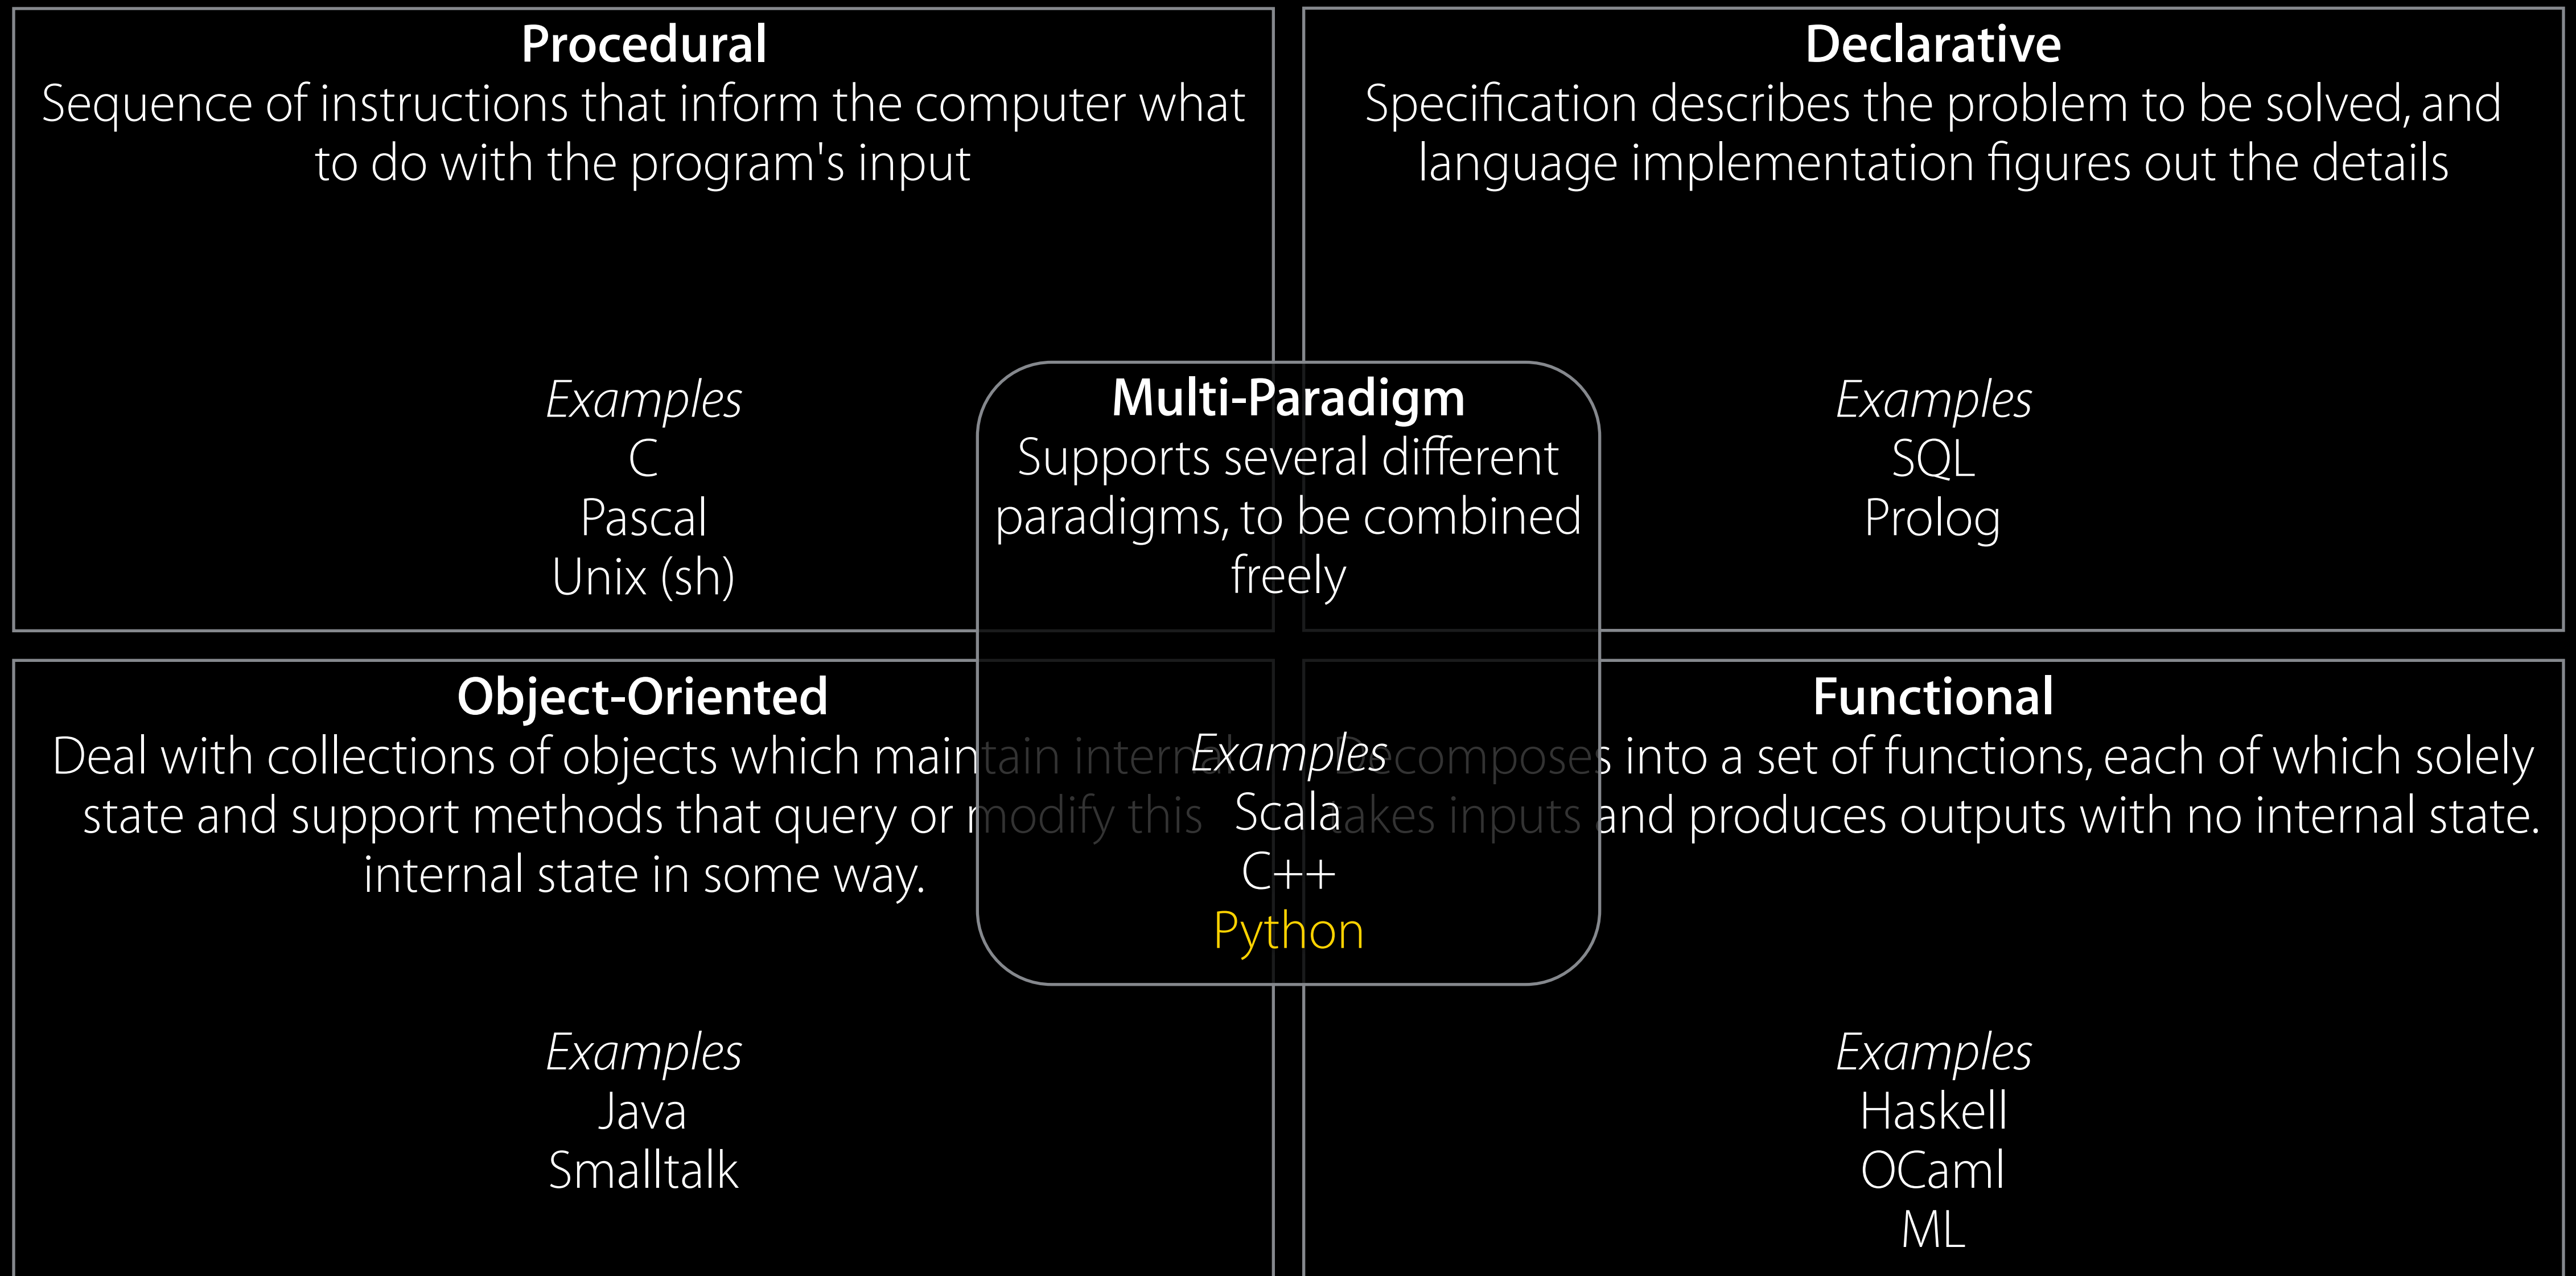 Procedural
Sequence of instructions that inform the computer what
to do with the program's input
Examples
C
Pascal
Unix (sh)
Declarative
Specification describes the problem to be solved, and
language implementation figures out the details
Examples
SQL
Prolog
Multi-Paradigm
Supports several different
paradigms, to be combined
freely
Examples
Scala
C++
Python
Object-Oriented
Deal with collections of objects which maintain internal
state and support methods that query or modify this
internal state in some way.
Examples
Java
Smalltalk
Functional
Decomposes into a set of functions, each of which solely
takes inputs and produces outputs with no internal state.
Examples
Haskell
OCaml
ML